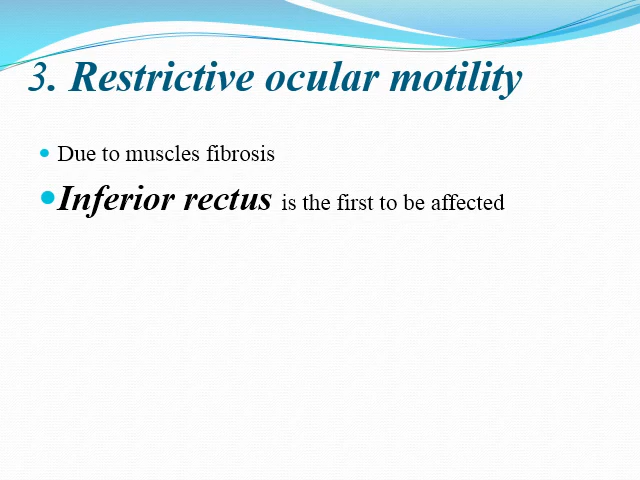 3. Restrictive ocular motility
Due to muscles fibrosis
Inferior rectus is the first to be affected